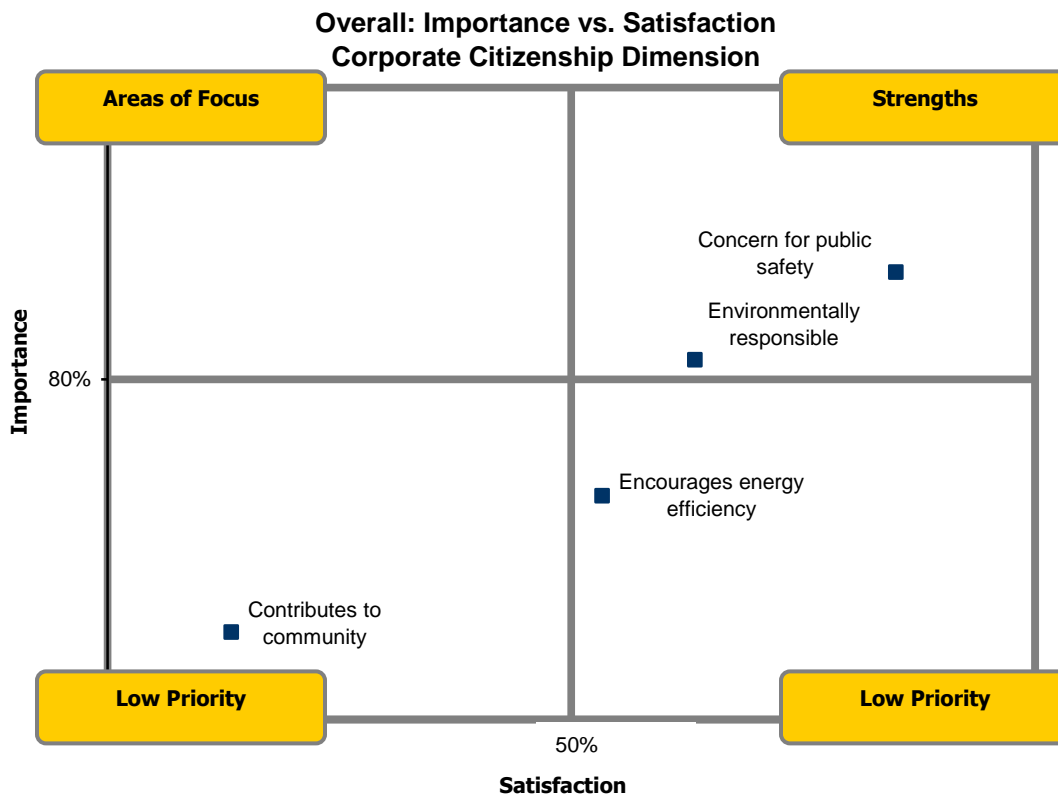 Overall: Importance vs. Satisfaction
Corporate Citizenship Dimension
Areas of Focus
Strengths
Concern for public
safety
Environmentally
responsible
Importance
80%
Encourages energy
efficiency
Contributes to
community
Low Priority
Low Priority
50%
Satisfaction